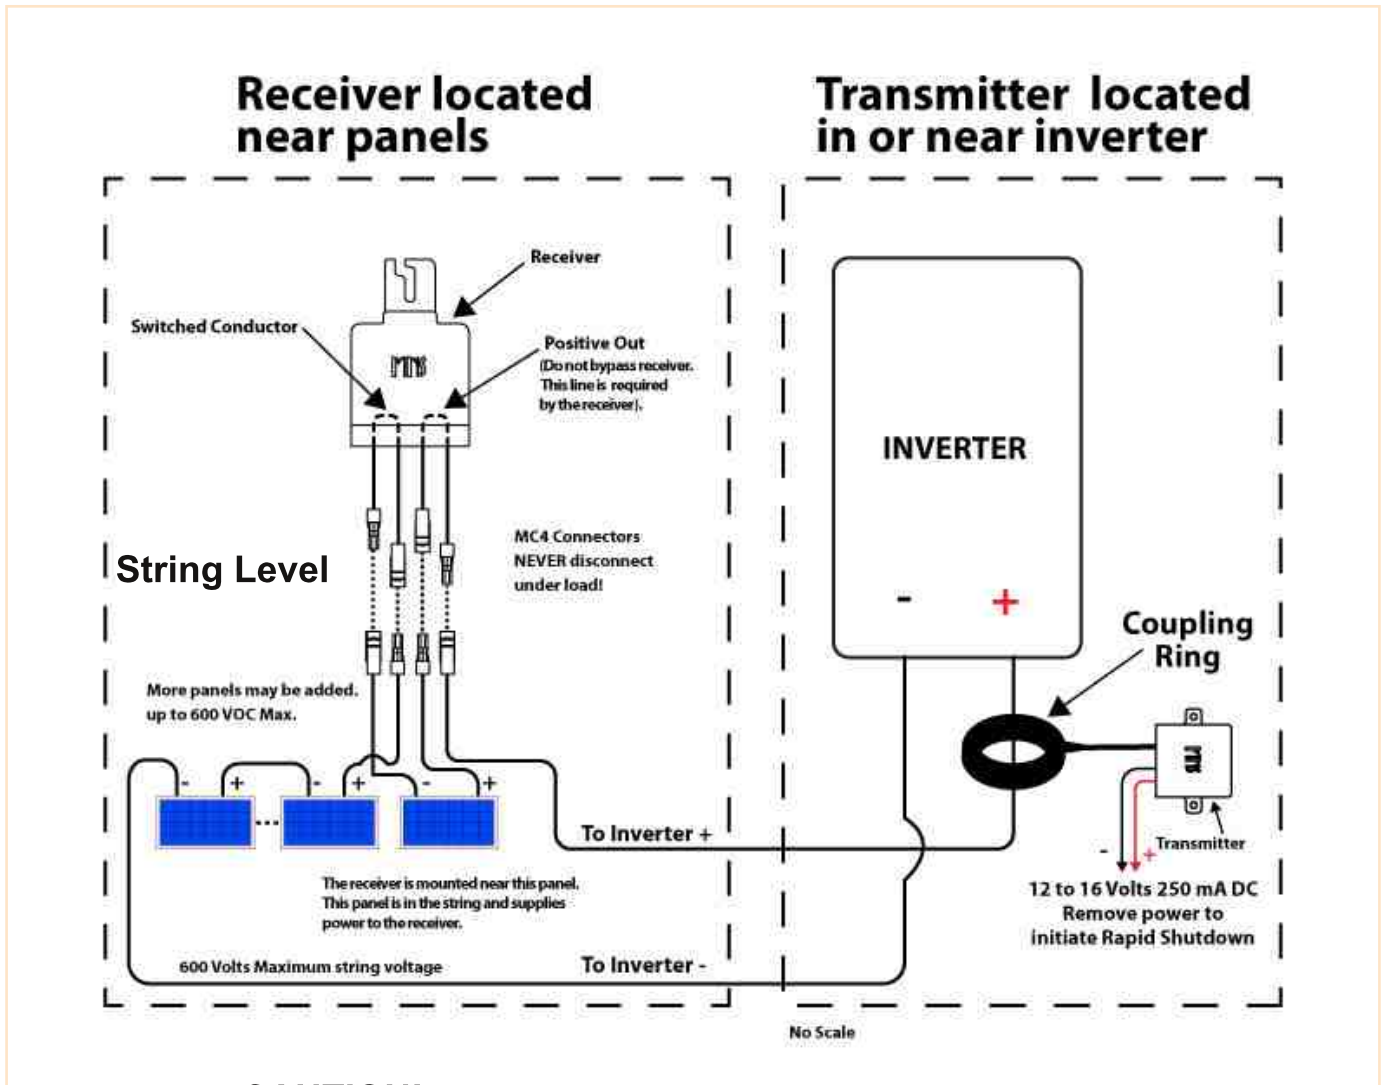 Receiver located
near panels
Transmitter located
in or near inverter
Receiver
Switched Conductor
Positive Out
(Do not bypass receiver.
This line is required
by the receiver).
MNS
INVERTER
MC4 Connectors
NEVER disconnect
under load!
String Level
- +
Coupling
Ring
More panels may be added.
up to 600 VOC Max.
- + - + - +
MNS
To Inverter +
Transmitter
- +
The receiver is mounted near this panel.
This panel is in the string and supplies
power to the receiver.
12 to 16 Volts 250 mA DC
Remove power to
initiate Rapid Shutdown
600 Volts Maximum string voltage
To Inverter -
No Scale